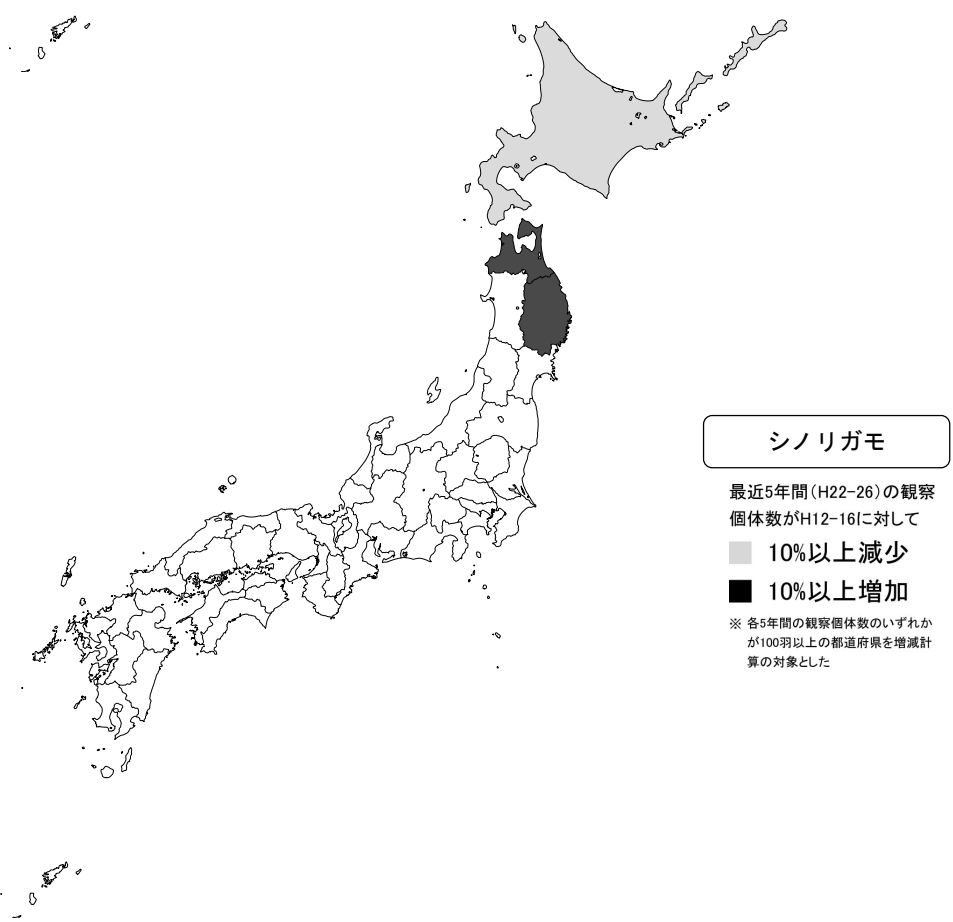 シノリガモ
最近5年間(H22-26)の観察
個体数がH12-16に対して
10%以上減少
10%以上増加
※ 各5年間の観察個体数のいずれか
が100羽以上の都道府県を増減計
算の対象とした